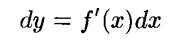 dy = f′(x)dx